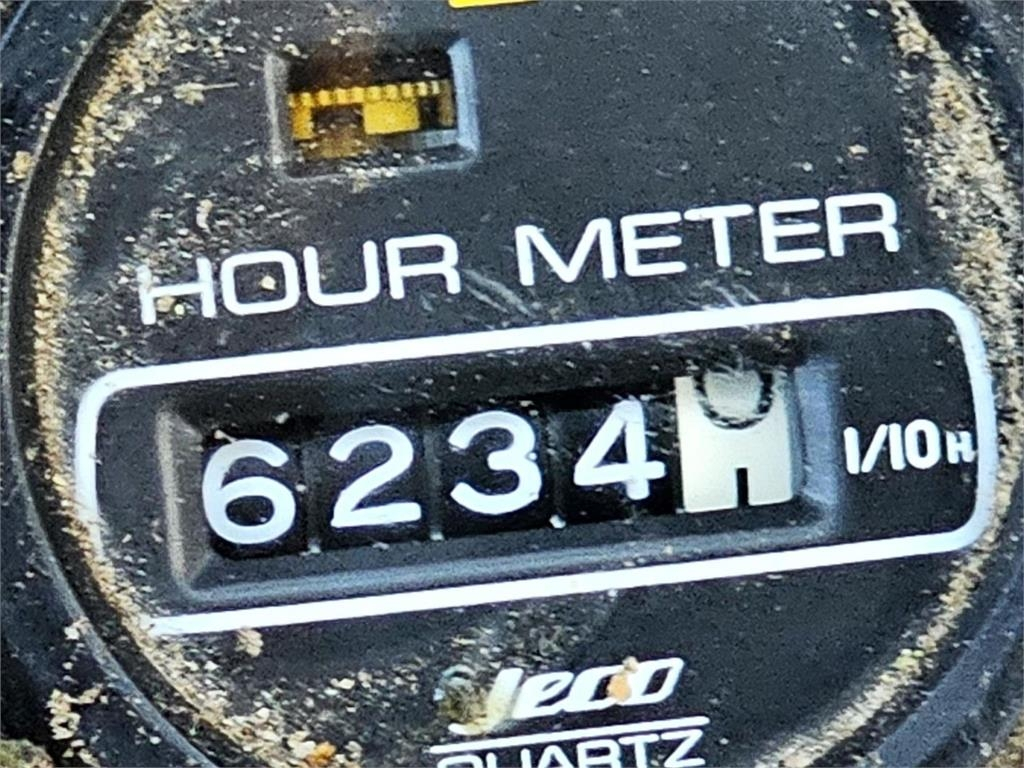 HOUR METER
6234
1/10H
QUARTZ